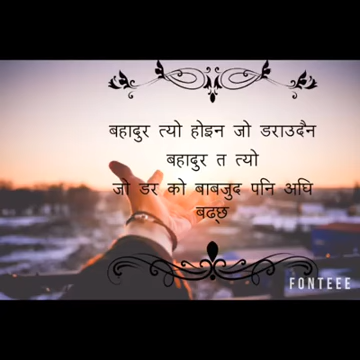 बहादुर त्यो होइन जो डराउदैन
बहादुर त त्यो
जो डर को बाबजुद पनि अघि
बढ्छ
FONTEEE